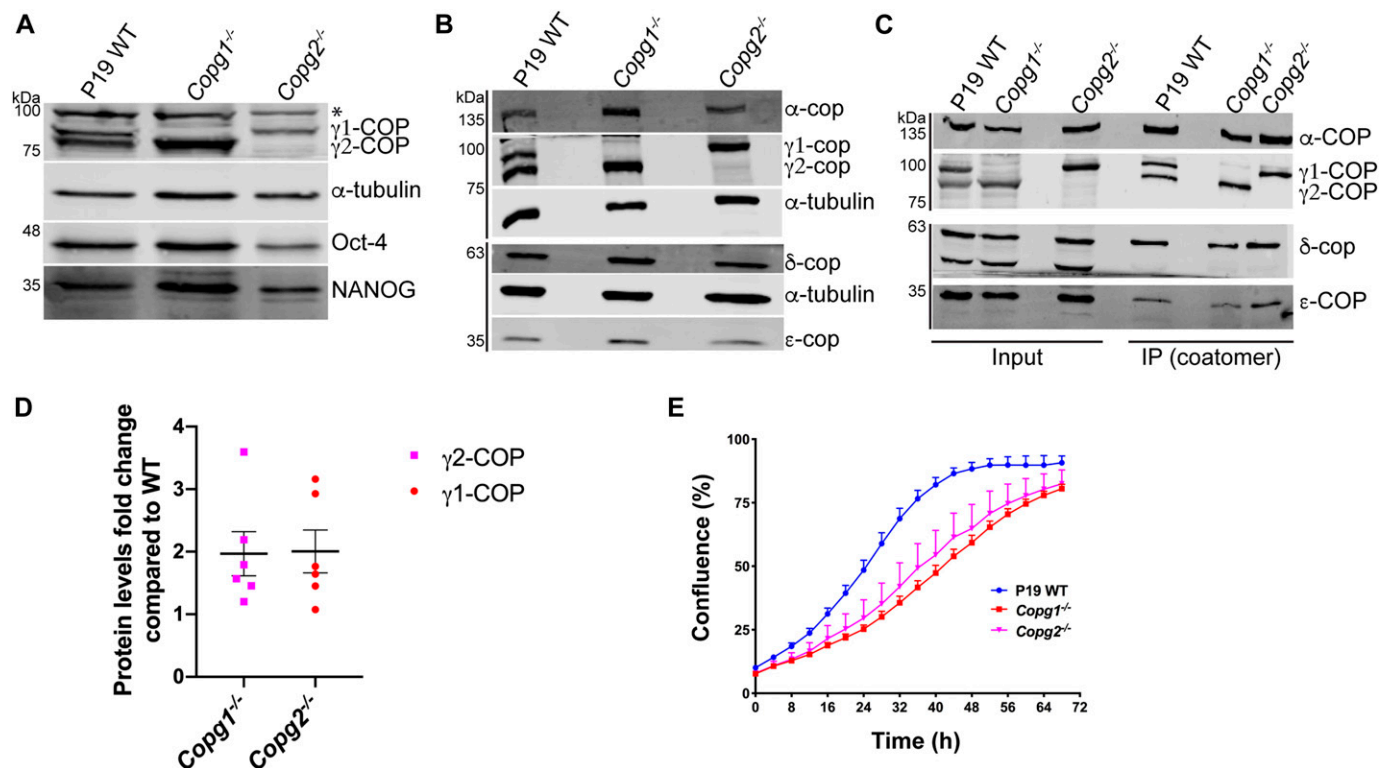 A
P19 WT
Copg1-/-
Copg2-/-
kDa
100
75
48
35
*
γ1-COP
γ2-COP
α-tubulin
Oct-4
NANOG
B
P19 WT
Copg1-/-
Copg2-/-
kDa
135
100
75
63
35
α-cop
γ1-cop
γ2-cop
α-tubulin
δ-cop
α-tubulin
ε-cop
C
P19 WT
Copg1-/-
Copg2-/-
P19 WT
Copg1-/-
Copg2-/-
kDa
135
100
75
63
35
α-COP
γ1-COP
γ2-COP
δ-cop
ε-COP
Input
IP (coatomer)
D
Protein levels fold change
compared to WT
4
3
2
1
0
Copg1-/-
Copg2-/-
γ2-COP
γ1-COP
E
Confluence (%)
100
75
50
25
0
0 8 16 24 32 40 48 56 64 72
Time (h)
P19 WT
Copg1-/-
Copg2-/-